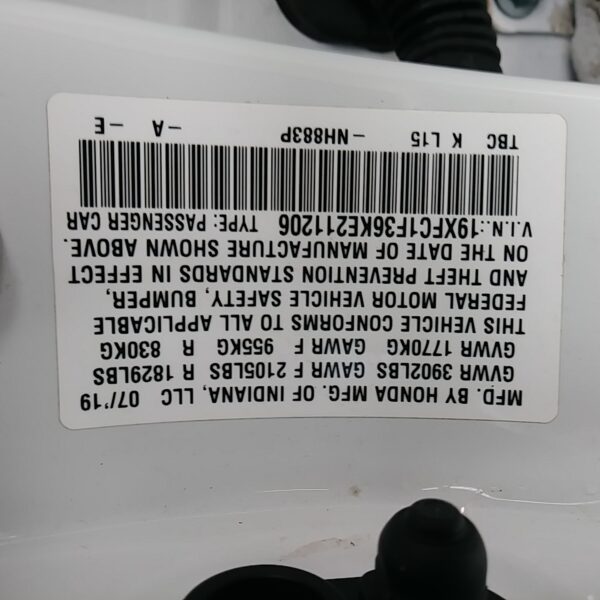 MFD. BY HONDA MFG. OF INDIANA, LLC 07/'19
GVWR 3902LBS GAWR F 2105LBS R 1829LBS
GVWR 1770KG GAWR F 955KG R 830KG
THIS VEHICLE CONFORMS TO ALL APPLICABLE
FEDERAL MOTOR VEHICLE SAFETY, BUMPER,
AND THEFT PREVENTION STANDARDS IN EFFECT
ON THE DATE OF MANUFACTURE SHOWN ABOVE.
V.I.N.:19XFC1F36KE211206 TYPE: PASSENGER CAR
TBC K L15 -NH883P -A -E